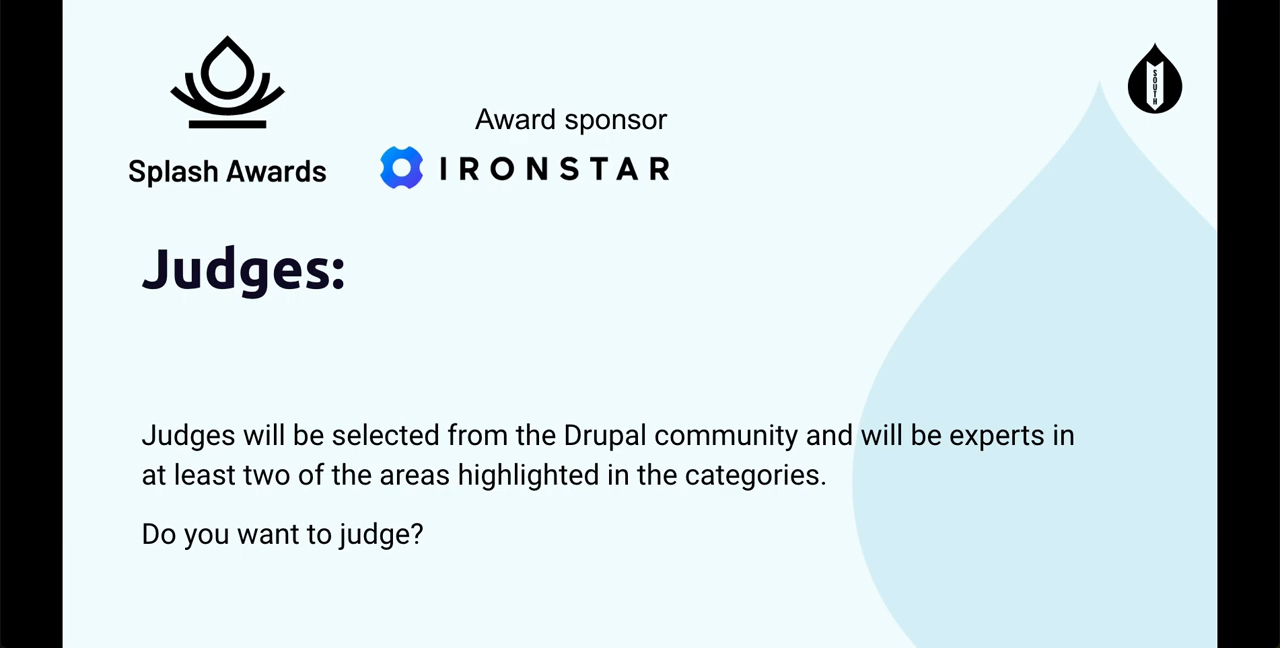 Splash Awards
Award sponsor
IRONSTAR
SOUTH
Judges:
Judges will be selected from the Drupal community and will be experts in
at least two of the areas highlighted in the categories.
Do you want to judge?